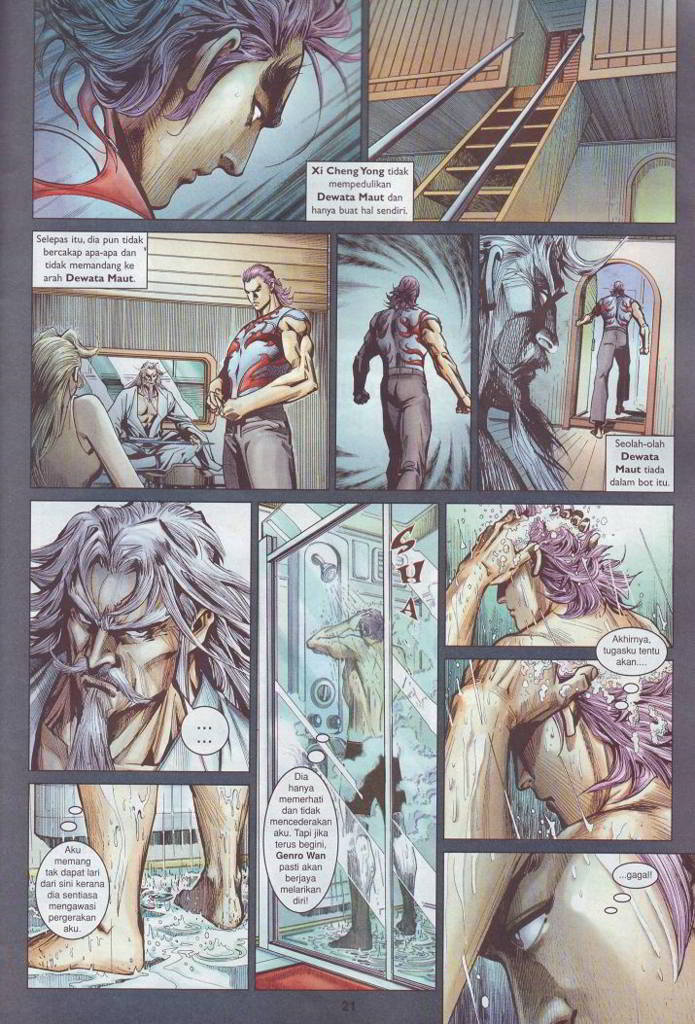 Xi Cheng Yong tidak
mempedulikan
Dewata Maut dan
hanya buat hal sendiri.
Selepas itu, dia pun tidak
bercakap apa-apa dan
tidak memandang ke
arah Dewata Maut.
Seolah-olah
Dewata
Maut tiada
dalam bot itu.
...
...
SHA
Akhirnya,
tugasku tentu
akan....
Dia
hanya
memerhati
dan tidak
mencederakan
aku. Tapi jika
terus begini,
Genro Wan
pasti akan
berjaya
melarikan
diri!
Aku
memang
tak dapat lari
dari sini kerana
dia sentiasa
mengawasi
pergerakan
aku.
...gagal!
21